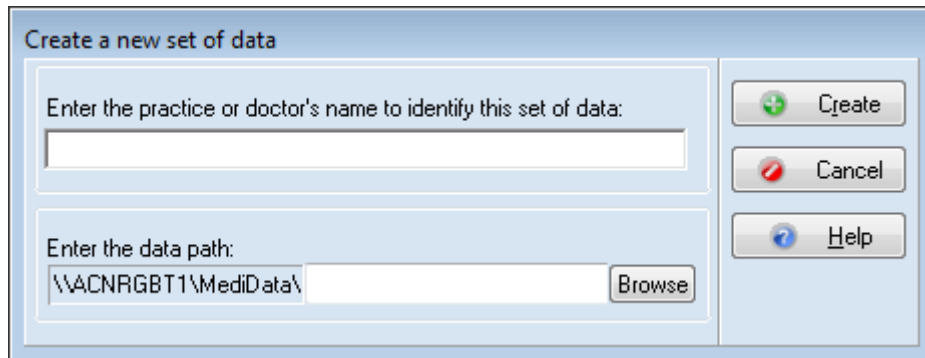 Create a new set of data
Enter the practice or doctor's name to identify this set of data:
Create
Cancel
Help
Enter the data path:
\\ACNRGBT1\MediData\
Browse